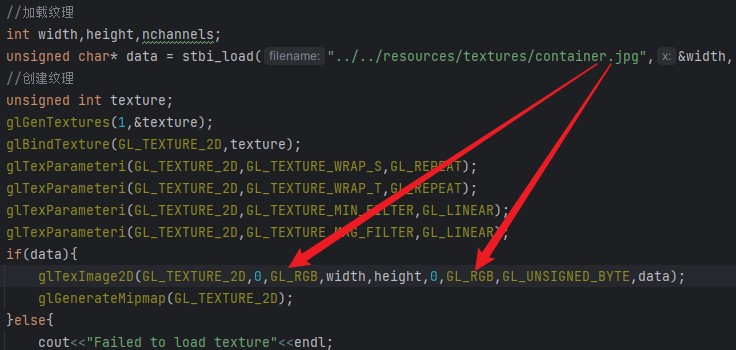 //加载纹理
int width,height,nchannels;
unsigned char* data = stbi_load( filename: "../../resources/textures/container.jpg", x: &width,
//创建纹理
unsigned int texture;
glGenTextures(1,&texture);
glBindTexture(GL_TEXTURE_2D,texture);
glTexParameteri(GL_TEXTURE_2D,GL_TEXTURE_WRAP_S,GL_REPEAT);
glTexParameteri(GL_TEXTURE_2D,GL_TEXTURE_WRAP_T,GL_REPEAT);
glTexParameteri(GL_TEXTURE_2D,GL_TEXTURE_MIN_FILTER,GL_LINEAR);
glTexParameteri(GL_TEXTURE_2D,GL_TEXTURE_MAG_FILTER,GL_LINEAR);
if(data){
glTexImage2D(GL_TEXTURE_2D,0,GL_RGB,width,height,0,GL_RGB,GL_UNSIGNED_BYTE,data);
glGenerateMipmap(GL_TEXTURE_2D);
}else{
cout<<"Failed to load texture"<<endl;